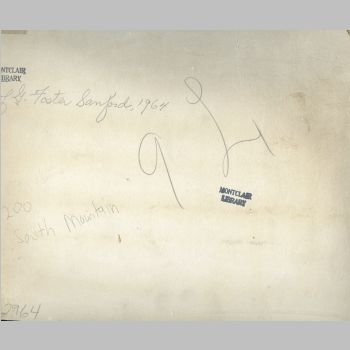 MONTCLAIR
LIBRARY
G. Foster Sanford, 1964
MONTCLAIR
LIBRARY
200
South Mountain
2964